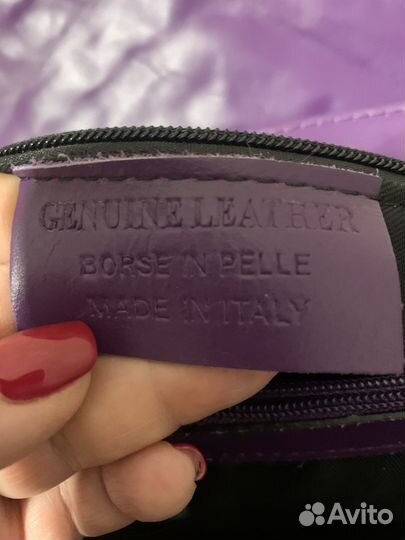 GENUINE LEATHER
BORSE IN PELLE
MADE IN ITALY
Avito